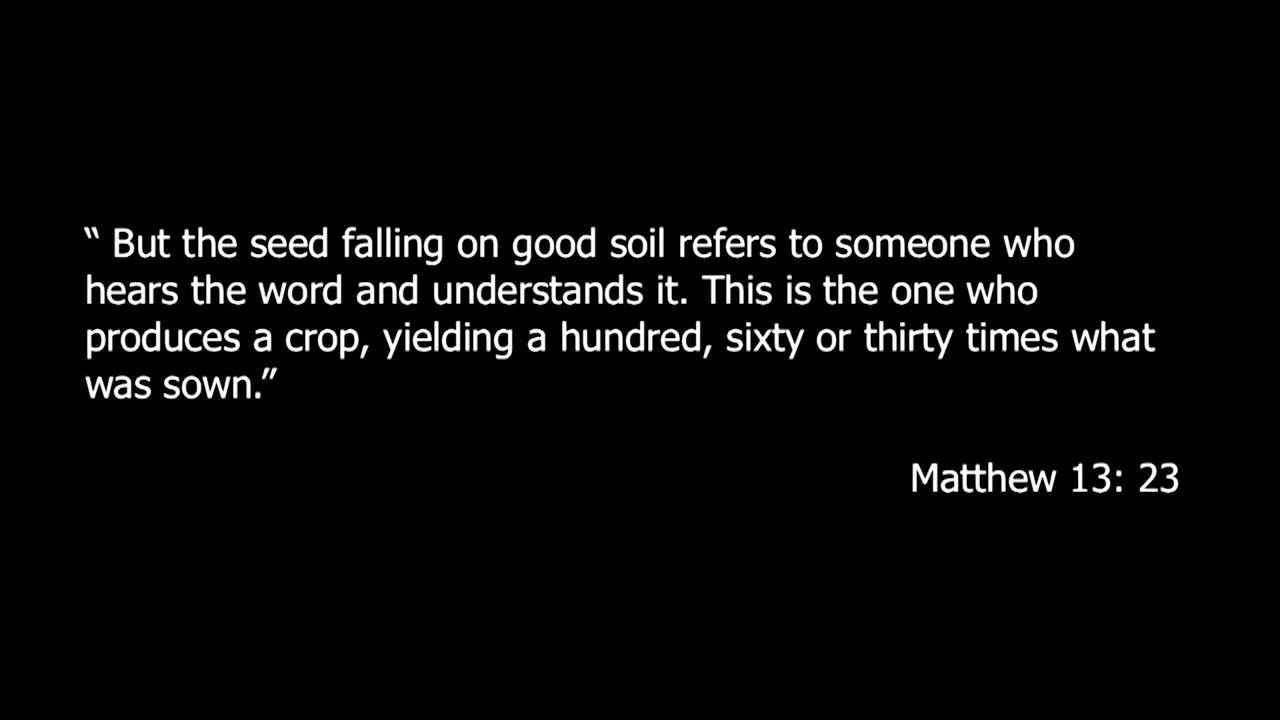 “ But the seed falling on good soil refers to someone who
hears the word and understands it. This is the one who
produces a crop, yielding a hundred, sixty or thirty times what
was sown.”
Matthew 13: 23